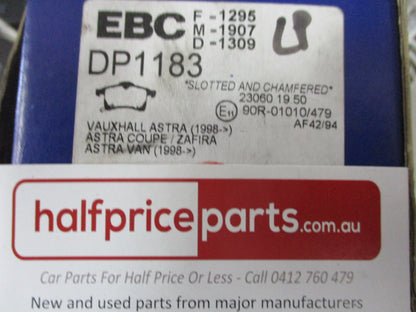 EBC
F -1295
M -1907
D -1309
DP1183
*SLOTTED AND CHAMFERED*
23060 19 50
E11 90R-01010/479
AF42/94
VAUXHALL ASTRA (1998->)
ASTRA COUPE / ZAFIRA
ASTRA VAN (1998->)
halfpriceparts.com.au
Car Parts For Half Price Or Less - Call 0412 760 479
New and used parts from major manufacturers